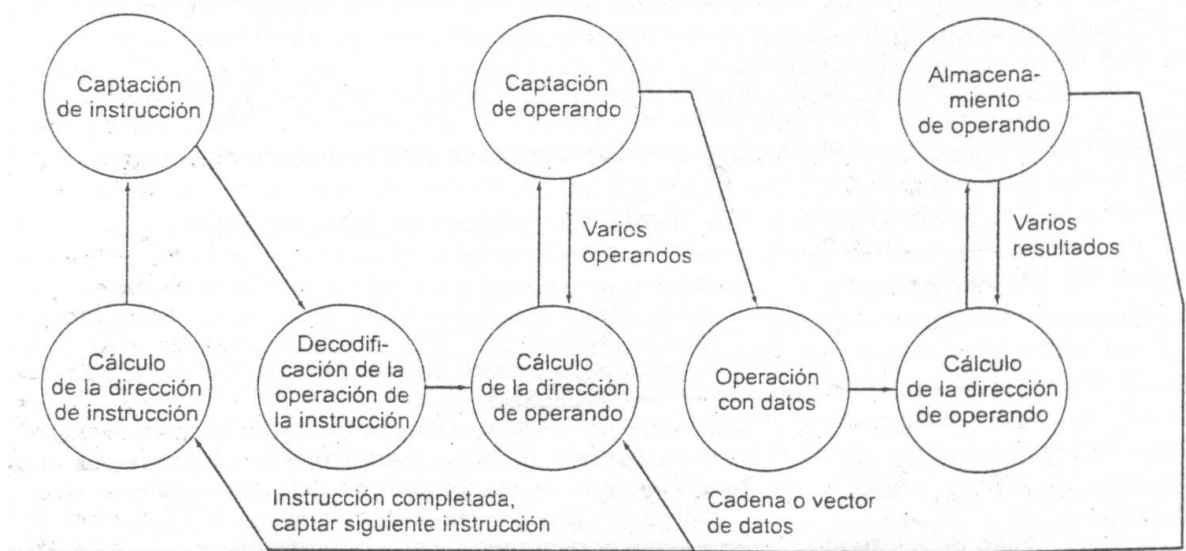 Captación
de instrucción
Captación
de operando
Almacena-
miento
de operando
Varios
operandos
Varios
resultados
Cálculo
de la dirección
de instrucción
Decodifi-
cación de la
operación de
la instrucción
Cálculo
de la dirección
de operando
Operación
con datos
Cálculo
de la dirección
de operando
Instrucción completada,
captar siguiente instrucción
Cadena o vector
de datos